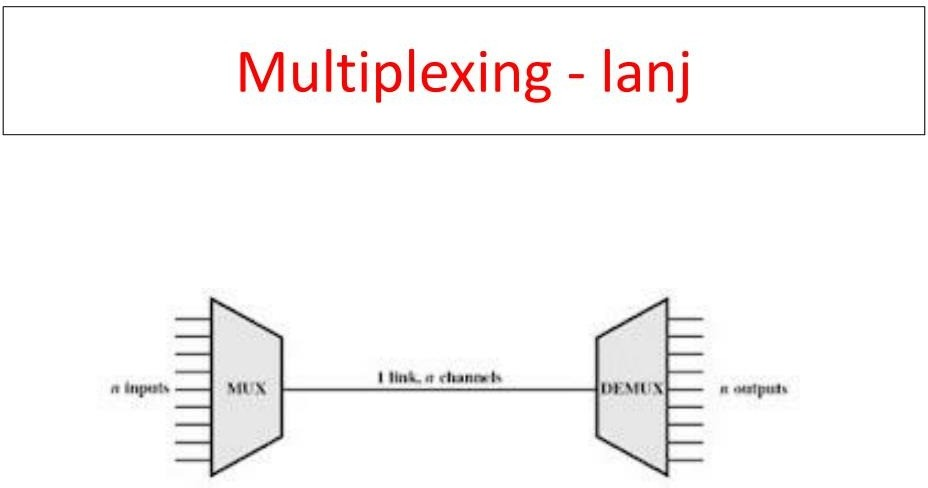 Multiplexing - lanj
1 link, n channels
n inputs
MUX
DEMUX
n outputs